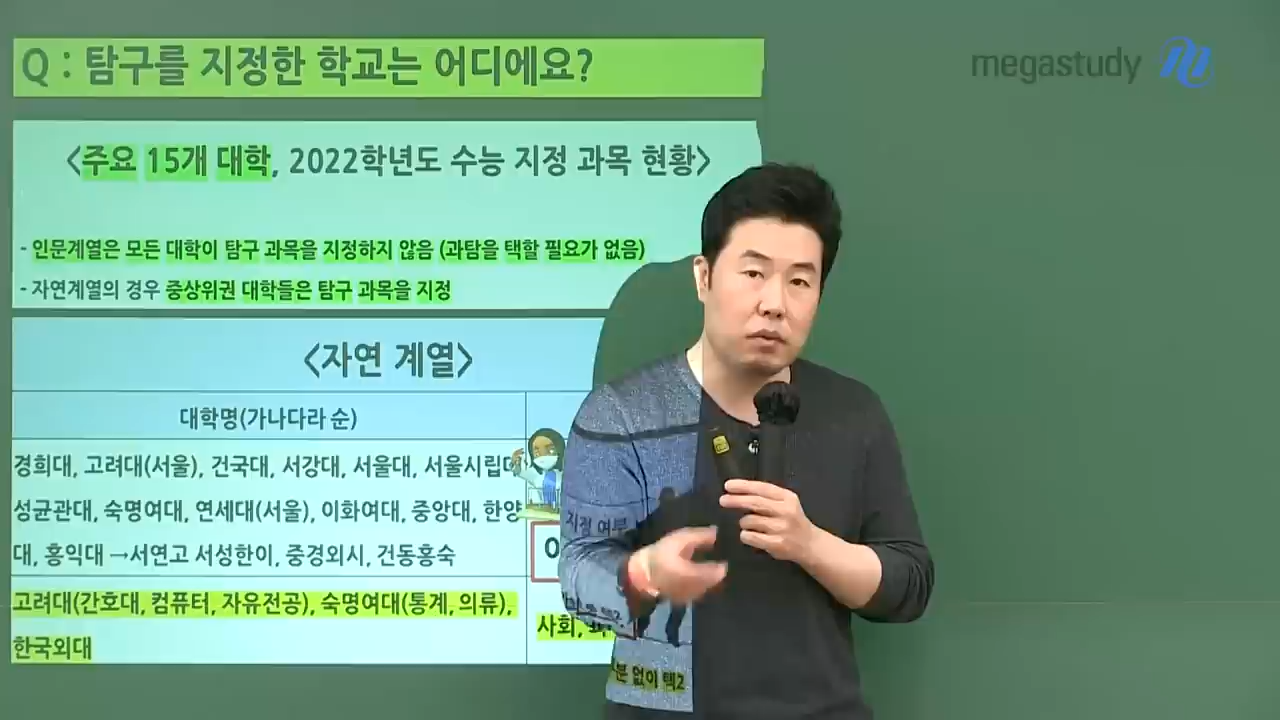 Q : 탐구를 지정한 학교는 어디에요?
megastudy
<주요 15개 대학, 2022학년도 수능 지정 과목 현황>
- 인문계열은 모든 대학이 탐구 과목을 지정하지 않음 (과탐을 택할 필요가 없음)
- 자연계열의 경우 중상위권 대학들은 탐구 과목을 지정
<자연 계열>
대학명(가나다라 순)
지정 여부
경희대, 고려대(서울), 건국대, 서강대, 서울대, 서울시립대
성균관대, 숙명여대, 연세대(서울), 이화여대, 중앙대, 한양
대, 홍익대 →서연고 서성한이, 중경외시, 건동홍숙
고려대(간호대, 컴퓨터, 자유전공), 숙명여대(통계, 의류),
한국외대
사회,
없이 택2